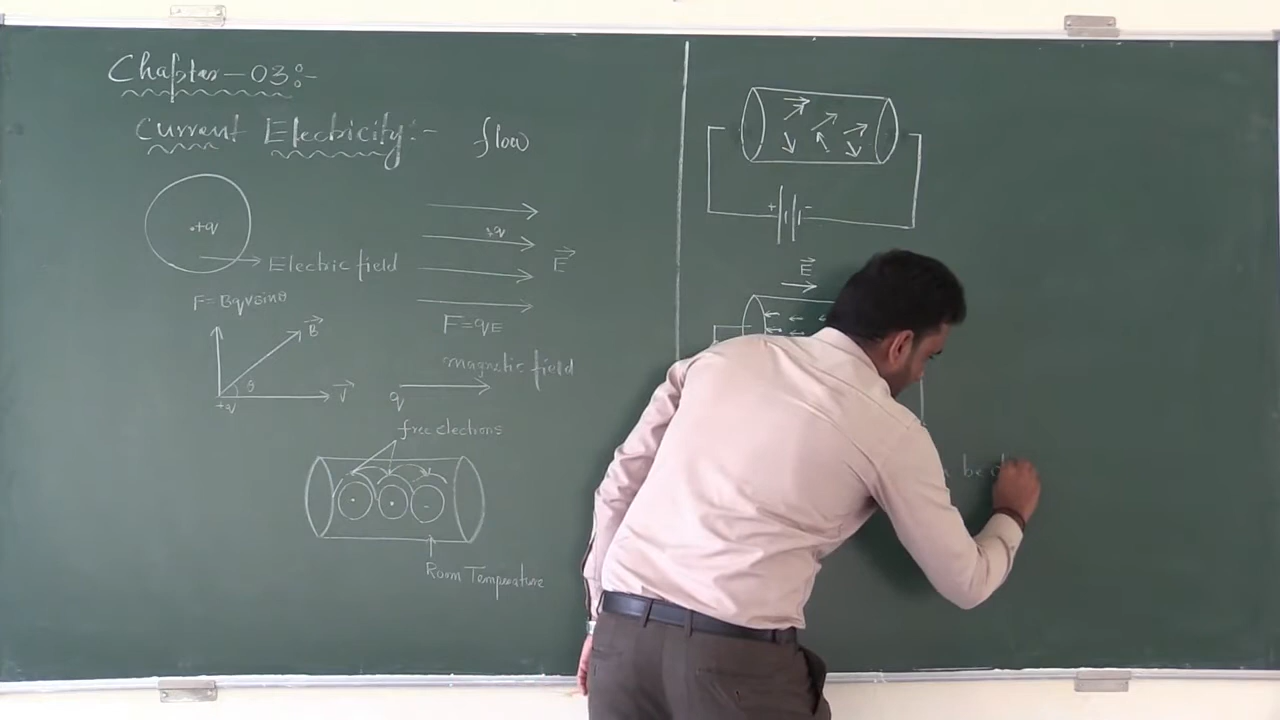 Chapter - 03:-
Current Electricity:- flow
+q
Electric field
+q
E
F = BqVsinθ
F = qE
B
θ
+q
V
magnetic field
q
free electrons
Room Temperature
+ -
E
be